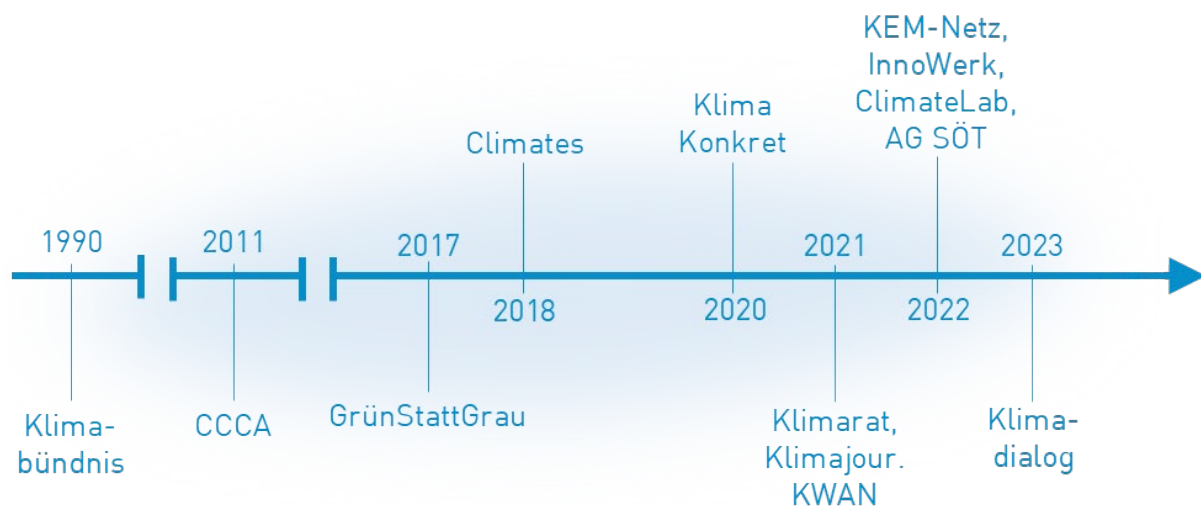 KEM-Netz,
InnoWerk,
ClimateLab,
AG SÖT
Klima
Konkret
Climates
1990
2011
2017
2021
2023
2018
2020
2022
Klima-
bündnis
CCCA
GrünStattGrau
Klimarat,
Klimajour.
KWAN
Klima-
dialog